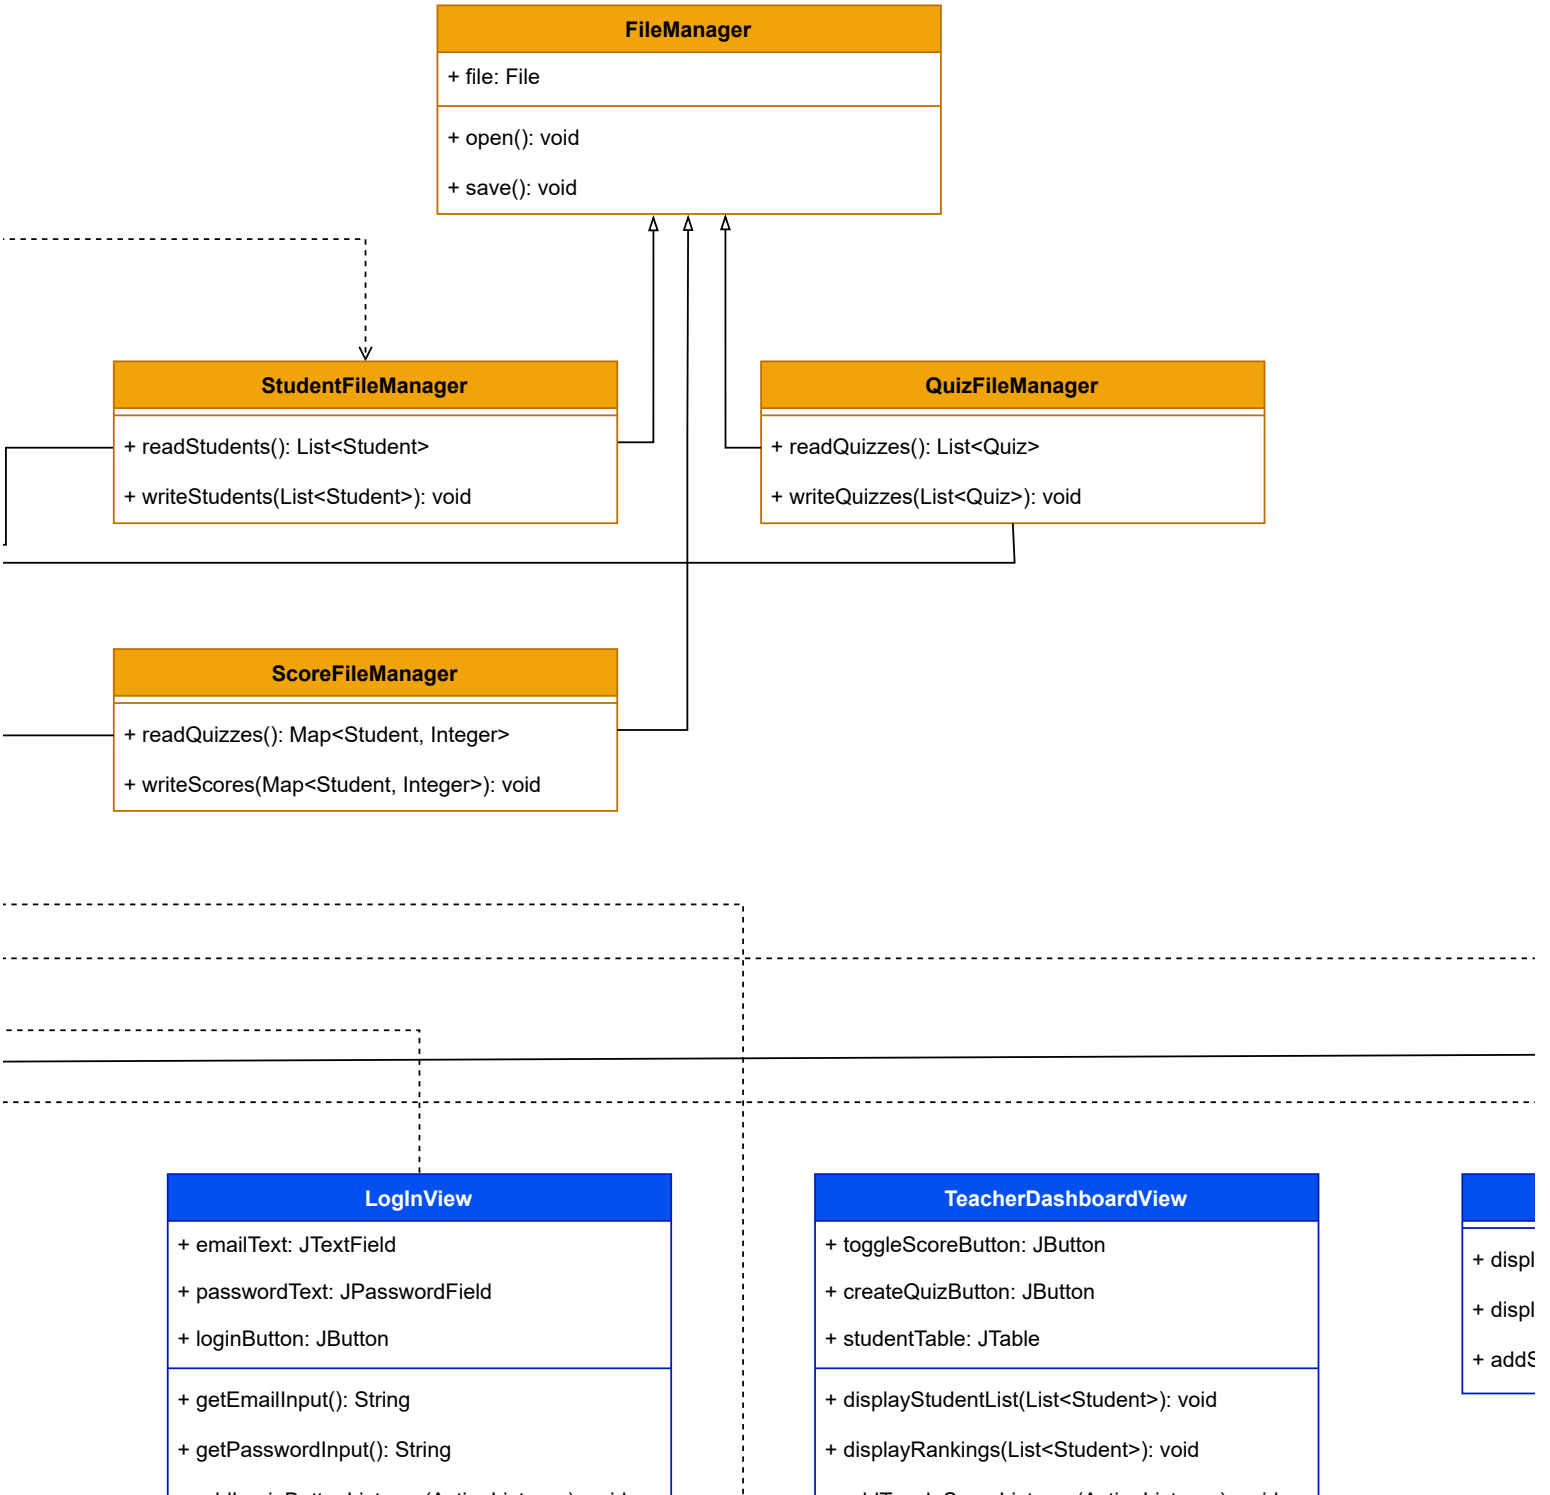 FileManager
+ file: File
+ open(): void
+ save(): void
StudentFileManager
+ readStudents(): List<Student>
+ writeStudents(List<Student>): void
QuizFileManager
+ readQuizzes(): List<Quiz>
+ writeQuizzes(List<Quiz>): void
ScoreFileManager
+ readQuizzes(): Map<Student, Integer>
+ writeScores(Map<Student, Integer>): void
LogInView
+ emailText: JTextField
+ passwordText: JPasswordField
+ loginButton: JButton
+ getEmailInput(): String
+ getPasswordInput(): String
TeacherDashboardView
+ toggleScoreButton: JButton
+ createQuizButton: JButton
+ studentTable: JTable
+ displayStudentList(List<Student>): void
+ displayRankings(List<Student>): void
+ displ
+ displ
+ add